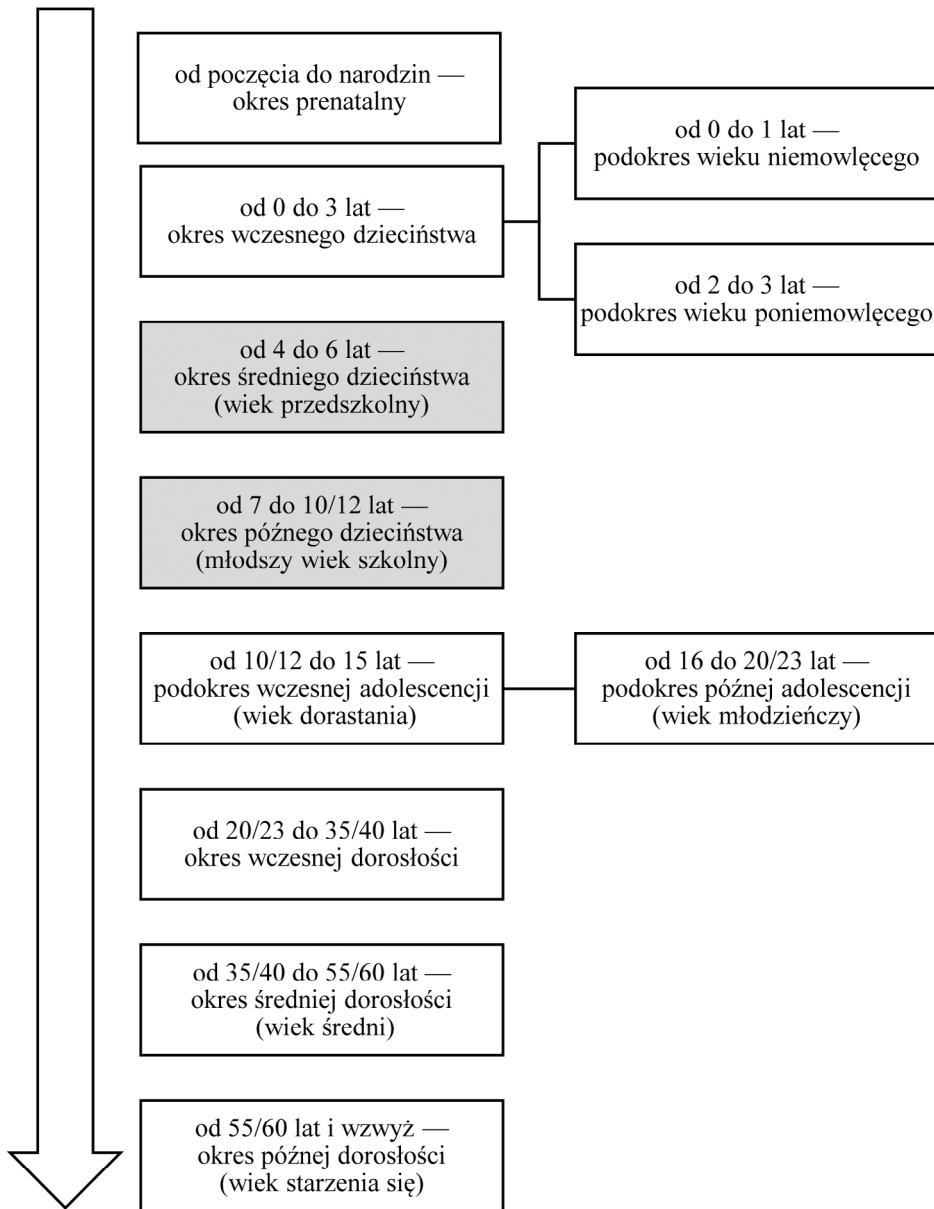 od poczęcia do narodzin —
okres prenatalny
od 0 do 3 lat —
okres wczesnego dzieciństwa
od 0 do 1 lat —
podokres wieku niemowlęcego
od 2 do 3 lat —
podokres wieku poniemowlęcego
od 4 do 6 lat —
okres średniego dzieciństwa
(wiek przedszkolny)
od 7 do 10/12 lat —
okres późnego dzieciństwa
(młodszy wiek szkolny)
od 10/12 do 15 lat —
podokres wczesnej adolescencji
(wiek dorastania)
od 16 do 20/23 lat —
podokres późnej adolescencji
(wiek młodzieńczy)
od 20/23 do 35/40 lat —
okres wczesnej dorosłości
od 35/40 do 55/60 lat —
okres średniej dorosłości
(wiek średni)
od 55/60 lat i wzwyż —
okres późnej dorosłości
(wiek starzenia się)